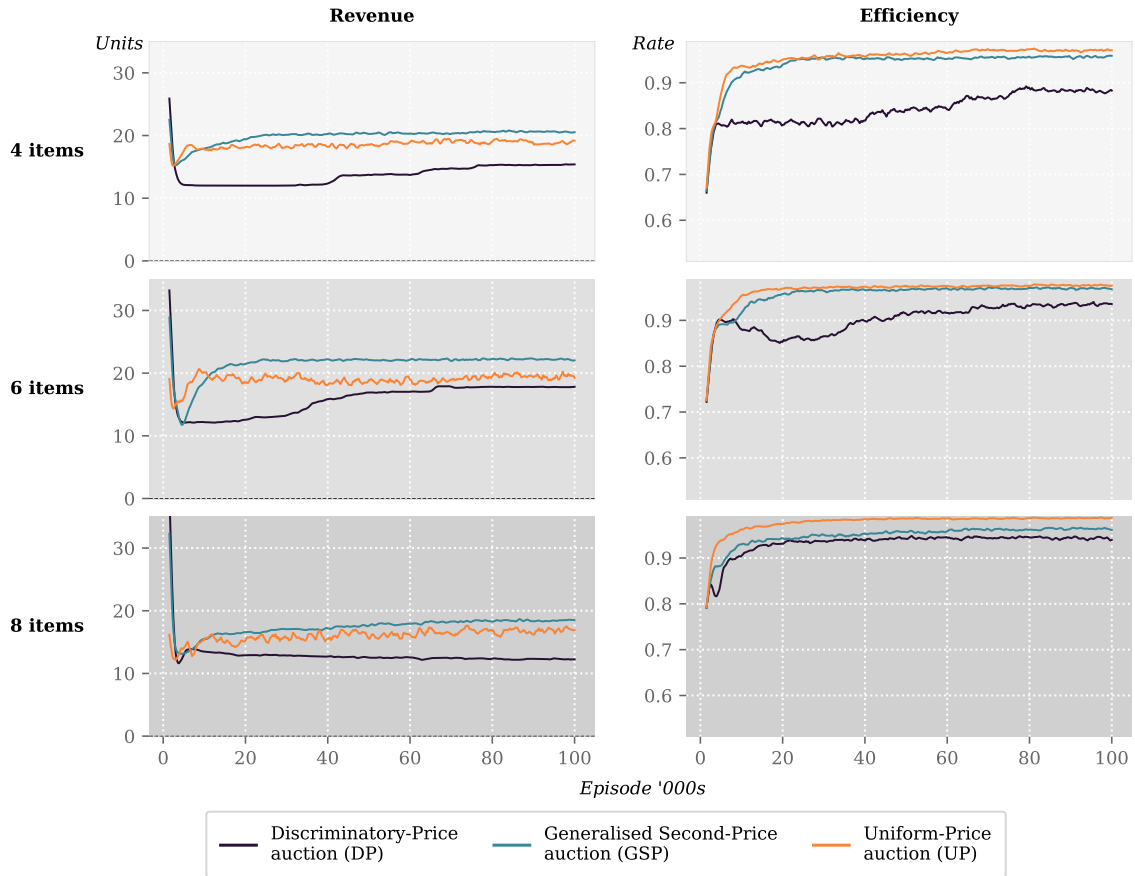 Revenue
Efficiency
Units
Rate
30
20
10
0
0.9
0.8
0.7
0.6
4 items
30
20
10
0
0.9
0.8
0.7
0.6
6 items
30
20
10
0
0.9
0.8
0.7
0.6
8 items
0 20 40 60 80 100
0 20 40 60 80 100
Episode '000s
Discriminatory-Price
auction (DP)
Generalised Second-Price
auction (GSP)
Uniform-Price
auction (UP)